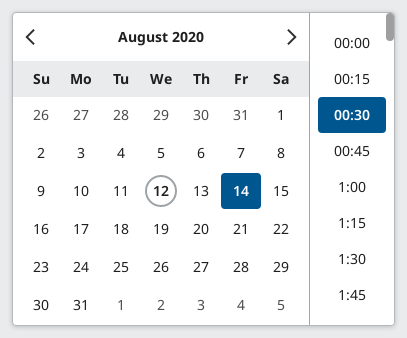 August 2020
Su Mo Tu We Th Fr Sa
26 27 28 29 30 31 1
2 3 4 5 6 7 8
9 10 11 12 13 14 15
16 17 18 19 20 21 22
23 24 25 26 27 28 29
30 31 1 2 3 4 5
00:00
00:15
00:30
00:45
1:00
1:15
1:30
1:45